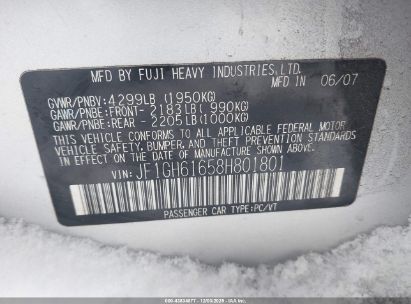 MFD BY FUJI HEAVY INDUSTRIES LTD.
GVWR/PNBV: 4299LB (1950KG) MFD IN 06/07
GAWR/PNBE: FRONT- 2183LB( 990KG)
GAWR/PNBE: REAR - 2205LB(1000KG)
THIS VEHICLE CONFORMS TO ALL APPLICABLE FEDERAL MOTOR
VEHICLE SAFETY, BUMPER, AND THEFT PREVENTION STANDARDS
IN EFFECT ON THE DATE OF MANUFACTURE SHOWN ABOVE.
VIN: JF1GH61658H801801
PASSENGER CAR TYPE:PC/VT